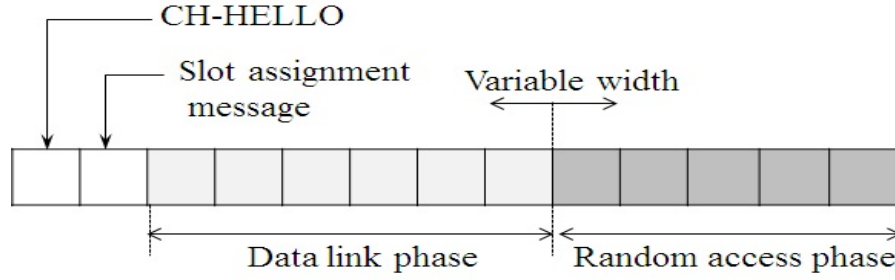 CH-HELLO
Slot assignment
message
Variable width
Data link phase
Random access phase